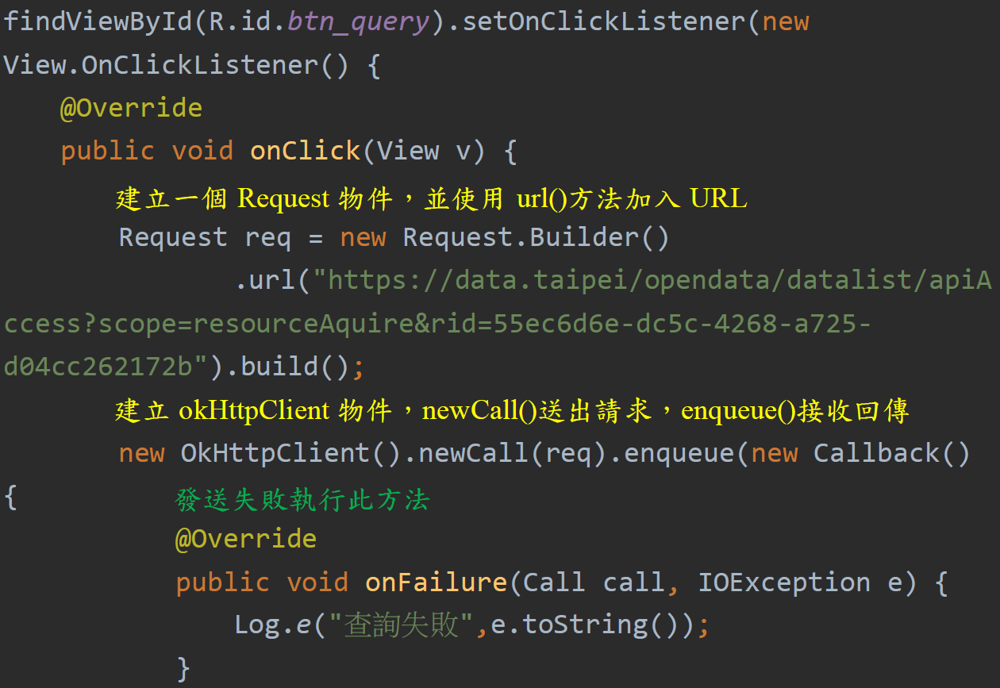 findViewById(R.id.btn_query).setOnClickListener(new
View.OnClickListener() {
@Override
public void onClick(View v) {
建立一個 Request 物件，並使用 url()方法加入 URL
Request req = new Request.Builder()
.url("https://data.taipei/opendata/datalist/apiA
ccess?scope=resourceAquire&rid=55ec6d6e-dc5c-4268-a725-
d04cc262172b").build();
建立 okHttpClient 物件，newCall()送出請求，enqueue()接收回傳
new OkHttpClient().newCall(req).enqueue(new Callback()
{ 發送失敗執行此方法
@Override
public void onFailure(Call call, IOException e) {
Log.e("查詢失敗",e.toString());
}